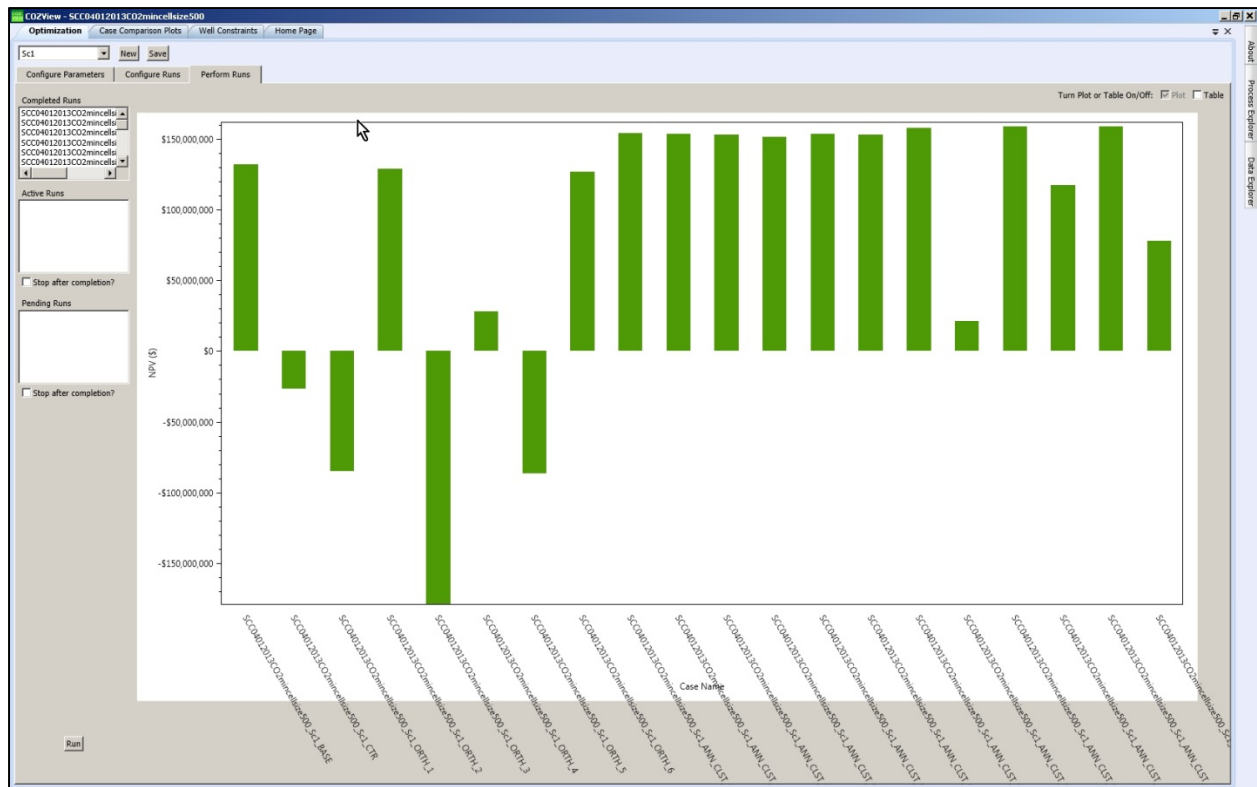 COZView - SCC04012013CO2mincellsize500
Optimization Case Comparison Plots Well Constraints Home Page
Sc1 New Save
Configure Parameters Configure Runs Perform Runs
Turn Plot or Table On/Off: Plot Table
Completed Runs
SCC04012013CO2mincellsi
SCC04012013CO2mincellsi
SCC04012013CO2mincellsi
SCC04012013CO2mincellsi
SCC04012013CO2mincellsi
SCC04012013CO2mincellsi
Active Runs
Stop after completion?
Pending Runs
Stop after completion?
Run
NPV ($)
$150,000,000
$100,000,000
$50,000,000
$0
-$50,000,000
-$100,000,000
-$150,000,000
SCC04012013CO2mincellsize500_Sc1_BASE
SCC04012013CO2mincellsize500_Sc1_CTR
SCC04012013CO2mincellsize500_Sc1_ORTH_1
SCC04012013CO2mincellsize500_Sc1_ORTH_2
SCC04012013CO2mincellsize500_Sc1_ORTH_3
SCC04012013CO2mincellsize500_Sc1_ORTH_4
SCC04012013CO2mincellsize500_Sc1_ORTH_5
SCC04012013CO2mincellsize500_Sc1_ORTH_6
SCC04012013CO2mincellsize500_Sc1_ANN_CLST
SCC04012013CO2mincellsize500_Sc1_ANN_CLST
SCC04012013CO2mincellsize500_Sc1_ANN_CLST
SCC04012013CO2mincellsize500_Sc1_ANN_CLST
SCC04012013CO2mincellsize500_Sc1_ANN_CLST
SCC04012013CO2mincellsize500_Sc1_ANN_CLST
SCC04012013CO2mincellsize500_Sc1_ANN_CLST
SCC04012013CO2mincellsize500_Sc1_ANN_CLST
SCC04012013CO2mincellsize500_Sc1_ANN_CLST
Case Name
About
Process Explorer
Data Explorer